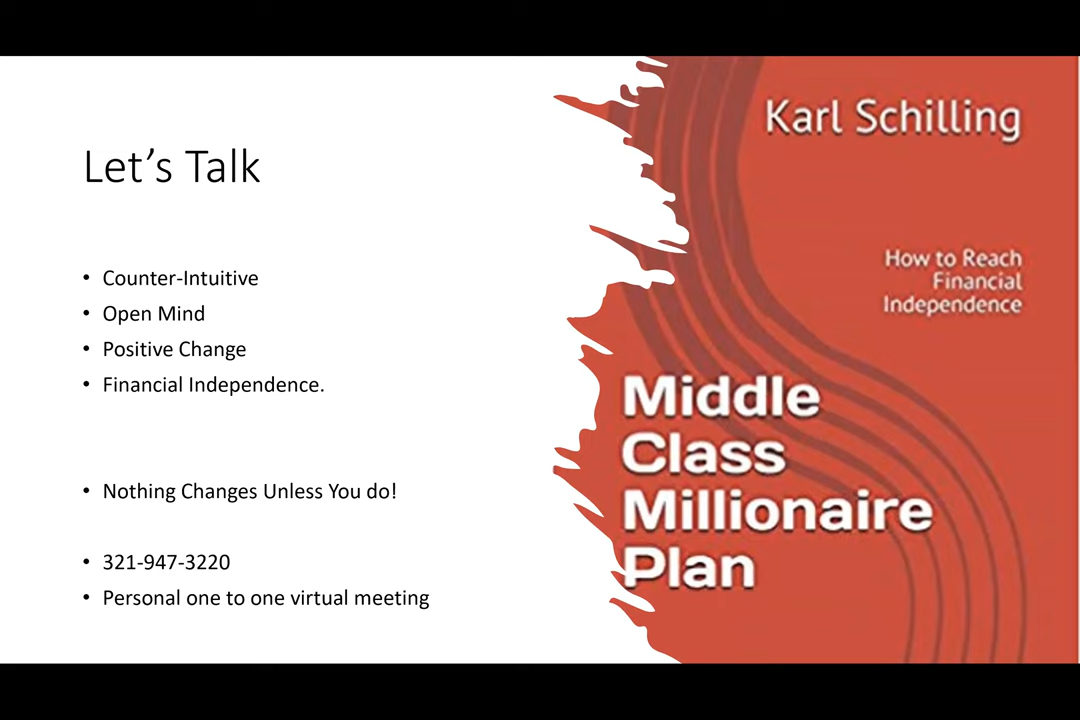 Let’s Talk
• Counter-Intuitive
• Open Mind
• Positive Change
• Financial Independence.
• Nothing Changes Unless You do!
• 321-947-3220
• Personal one to one virtual meeting
Karl Schilling
How to Reach
Financial
Independence
Middle
Class
Millionaire
Plan